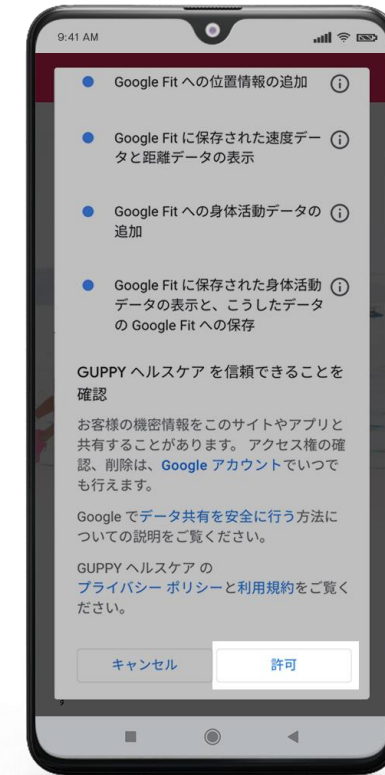 9:41 AM
Google Fit への位置情報の追加
Google Fit に保存された速度デー
タと距離データの表示
Google Fit への身体活動データの
追加
Google Fit に保存された身体活動
データの表示と、こうしたデータ
の Google Fit への保存
GUPPY ヘルスケア を信頼できることを
確認
お客様の機密情報をこのサイトやアプリと
共有することがあります。 アクセス権の確
認、削除は、Google アカウントでいつで
も行えます。
Google でデータ共有を安全に行う方法に
ついての説明をご覧ください。
GUPPY ヘルスケア の
プライバシー ポリシーと利用規約をご覧く
ださい。
キャンセル
許可